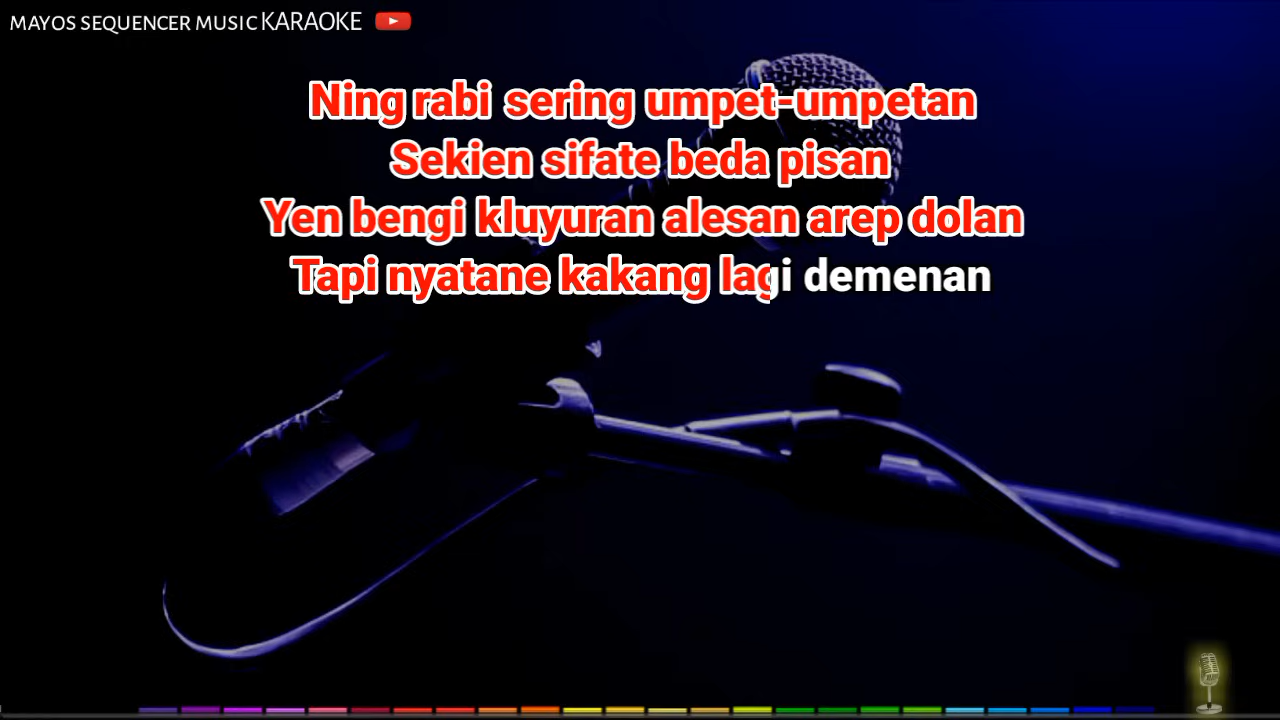 MAYOS SEQUENCER MUSIC KARAOKE
Ning rabi sering umpet-umpetan
Sekien sifate beda pisan
Yen bengi kluyuran alesan arep dolan
Tapi nyatane kakang lagi demenan